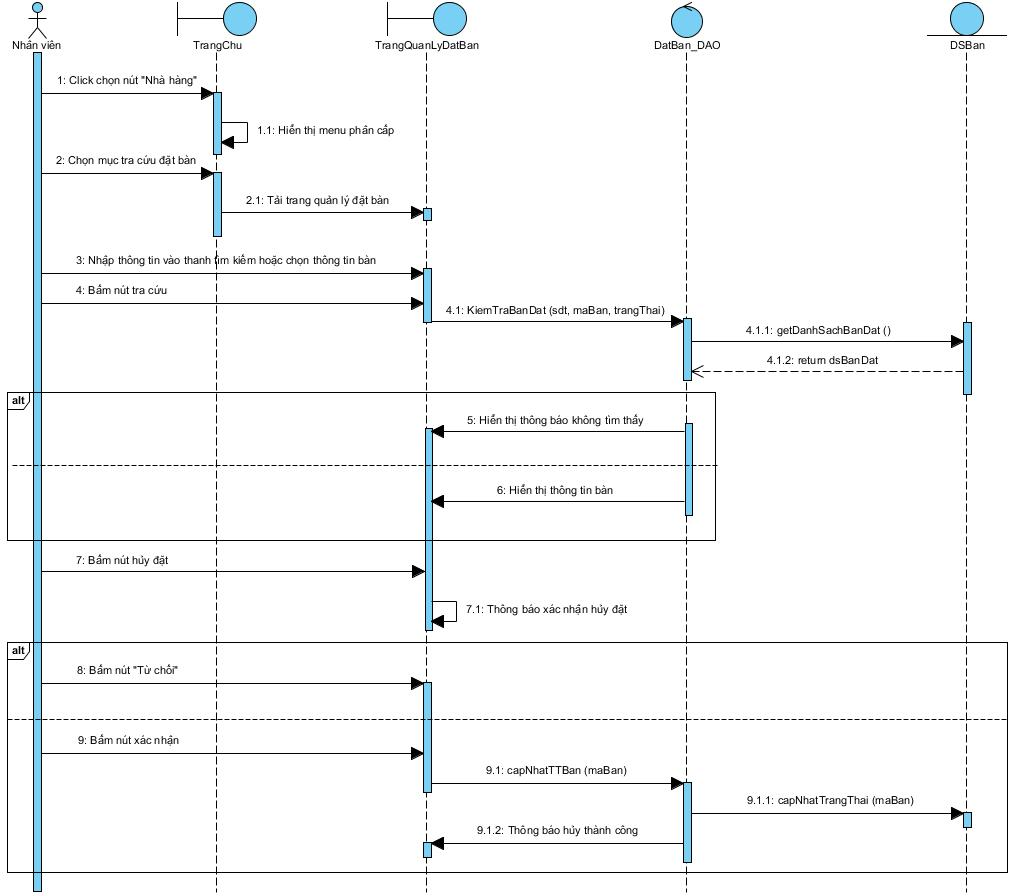 Nhân viên
TrangChu
TrangQuanLyDatBan
DatBan_DAO
DSBan
1: Click chọn nút "Nhà hàng"
1.1: Hiển thị menu phân cấp
2: Chọn mục tra cứu đặt bàn
2.1: Tải trang quản lý đặt bàn
3: Nhập thông tin vào thanh tìm kiếm hoặc chọn thông tin bàn
4: Bấm nút tra cứu
4.1: KiemTraBanDat (sdt, maBan, trangThai)
4.1.1: getDanhSachBanDat ()
4.1.2: return dsBanDat
alt
5: Hiển thị thông báo không tìm thấy
6: Hiển thị thông tin bàn
7: Bấm nút hủy đặt
7.1: Thông báo xác nhận hủy đặt
alt
8: Bấm nút "Từ chối"
9: Bấm nút xác nhận
9.1: capNhatTTBan (maBan)
9.1.1: capNhatTrangThai (maBan)
9.1.2: Thông báo hủy thành công